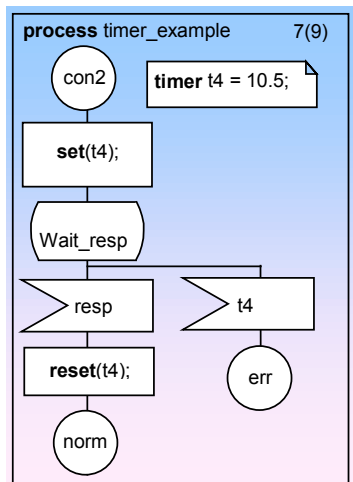 process timer_example 7(9)
con2
timer t4 = 10.5;
set(t4);
Wait_resp
resp
t4
reset(t4);
err
norm